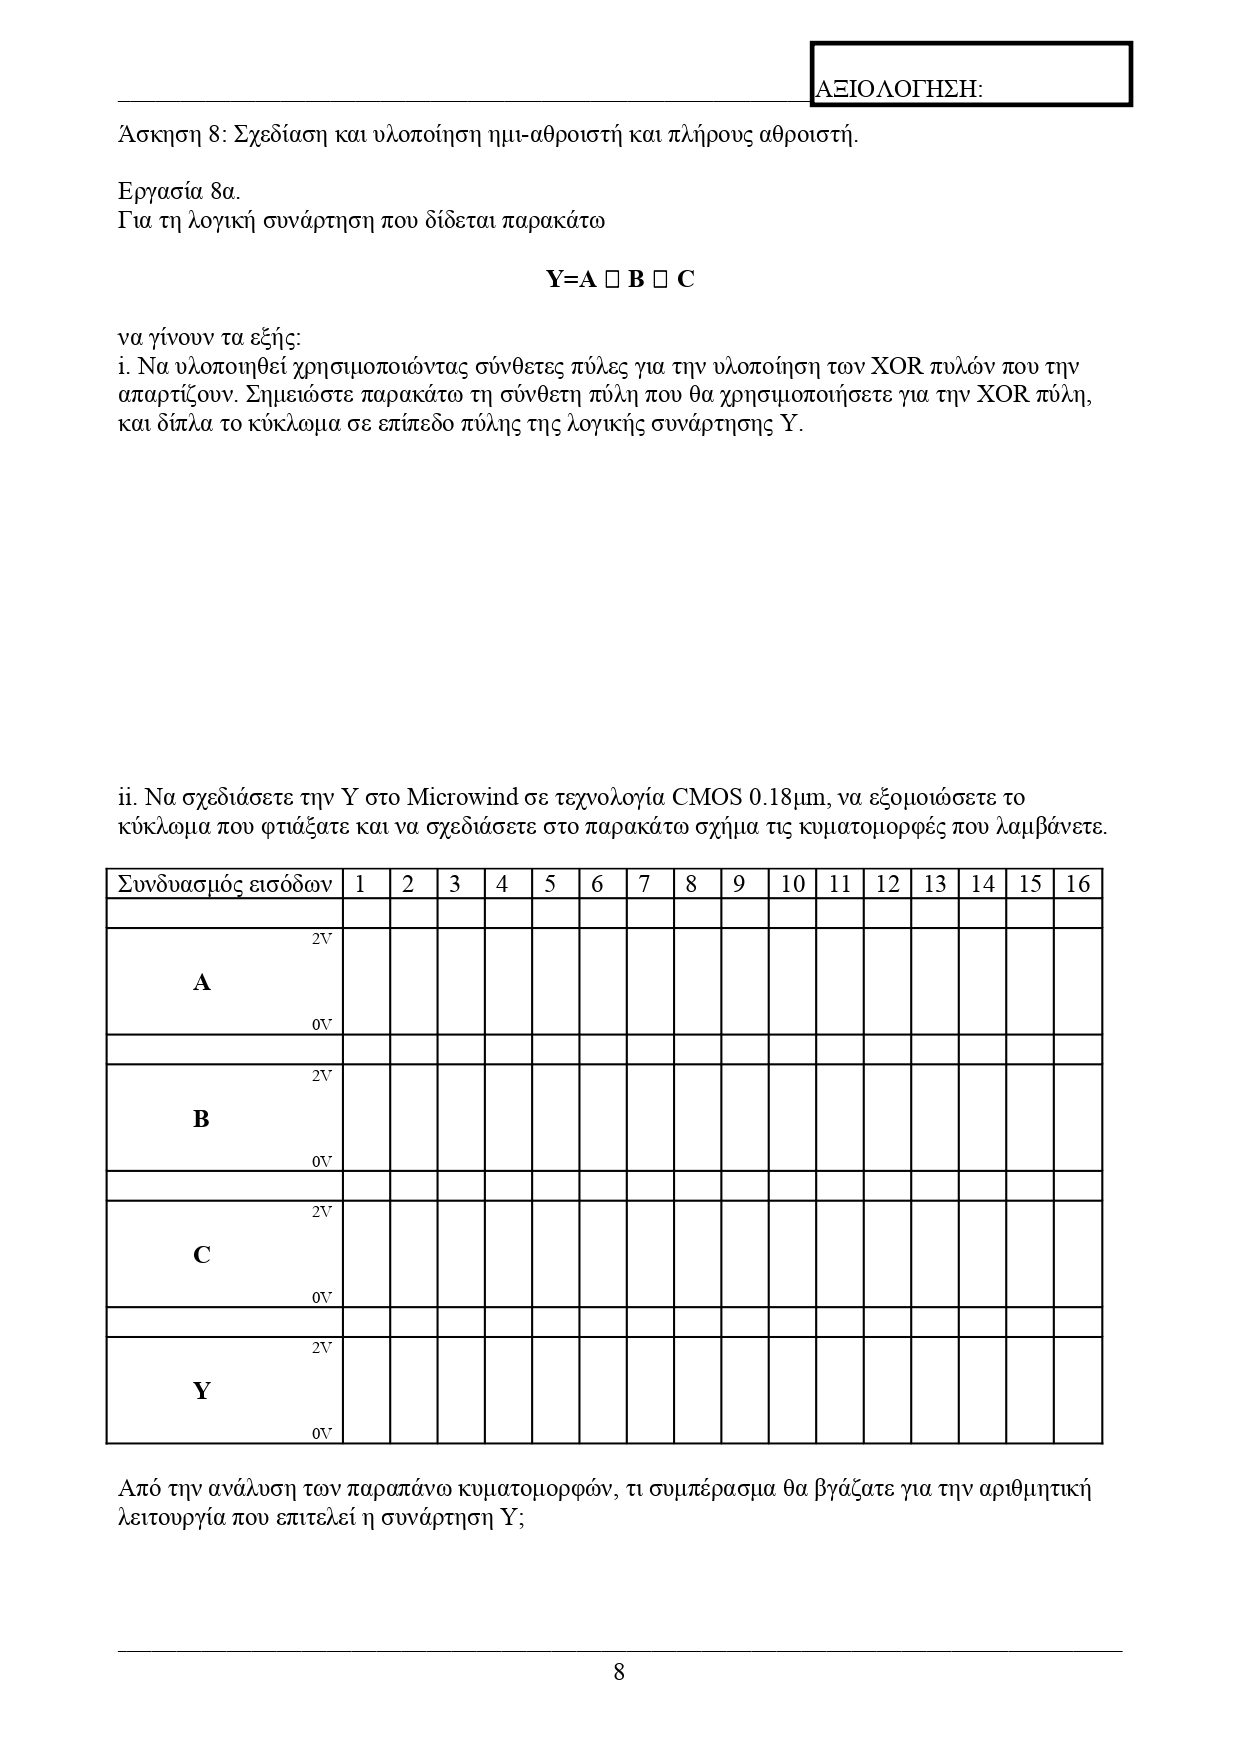 ΑΞΙΟΛΟΓΗΣΗ:
Άσκηση 8: Σχεδίαση και υλοποίηση ημι-αθροιστή και πλήρους αθροιστή.
Εργασία 8α.
Για τη λογική συνάρτηση που δίδεται παρακάτω
Y=A □ B □ C
να γίνουν τα εξής:
i. Να υλοποιηθεί χρησιμοποιώντας σύνθετες πύλες για την υλοποίηση των XOR πυλών που την
απαρτίζουν. Σημειώστε παρακάτω τη σύνθετη πύλη που θα χρησιμοποιήσετε για την XOR πύλη,
και δίπλα το κύκλωμα σε επίπεδο πύλης της λογικής συνάρτησης Y.
ii. Να σχεδιάσετε την Y στο Microwind σε τεχνολογία CMOS 0.18μm, να εξομοιώσετε το
κύκλωμα που φτιάξατε και να σχεδιάσετε στο παρακάτω σχήμα τις κυματομορφές που λαμβάνετε.
Συνδυασμός εισόδων 1 2 3 4 5 6 7 8 9 10 11 12 13 14 15 16
2V
A
0V
2V
B
0V
2V
C
0V
2V
Y
0V
Από την ανάλυση των παραπάνω κυματομορφών, τι συμπέρασμα θα βγάζατε για την αριθμητική
λειτουργία που επιτελεί η συνάρτηση Y;
8